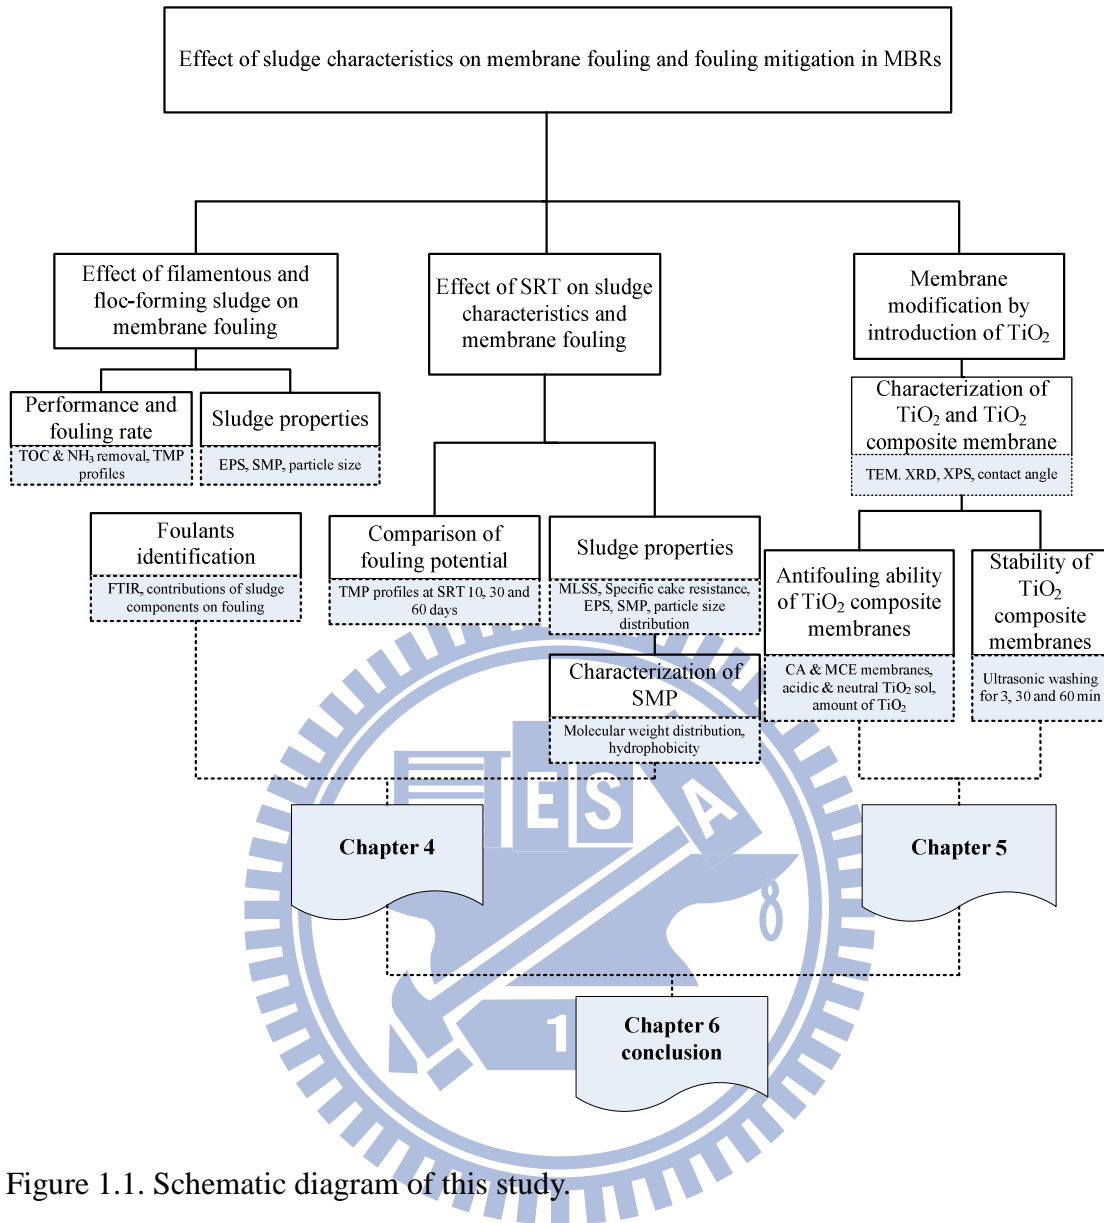 Effect of sludge characteristics on membrane fouling and fouling mitigation in MBRs
Effect of filamentous and
floc-forming sludge on
membrane fouling
Effect of SRT on sludge
characteristics and
membrane fouling
Membrane
modification by
introduction of TiO₂
Performance and
fouling rate
TOC & NH₃ removal, TMP
profiles
Sludge properties
EPS, SMP, particle size
Characterization of
TiO₂ and TiO₂
composite membrane
TEM. XRD, XPS, contact angle
Foulants
identification
FTIR, contributions of sludge
components on fouling
Comparison of
fouling potential
TMP profiles at SRT 10, 30 and
60 days
Sludge properties
MLSS, Specific cake resistance,
EPS, SMP, particle size
distribution
Characterization of
SMP
Molecular weight distribution,
hydrophobicity
Antifouling ability
of TiO₂ composite
membranes
CA & MCE membranes,
acidic & neutral TiO₂ sol,
amount of TiO₂
Stability of
TiO₂
composite
membranes
Ultrasonic washing
for 3, 30 and 60 min
E S A
8
1
Chapter 4
Chapter 5
Chapter 6
conclusion
Figure 1.1. Schematic diagram of this study.